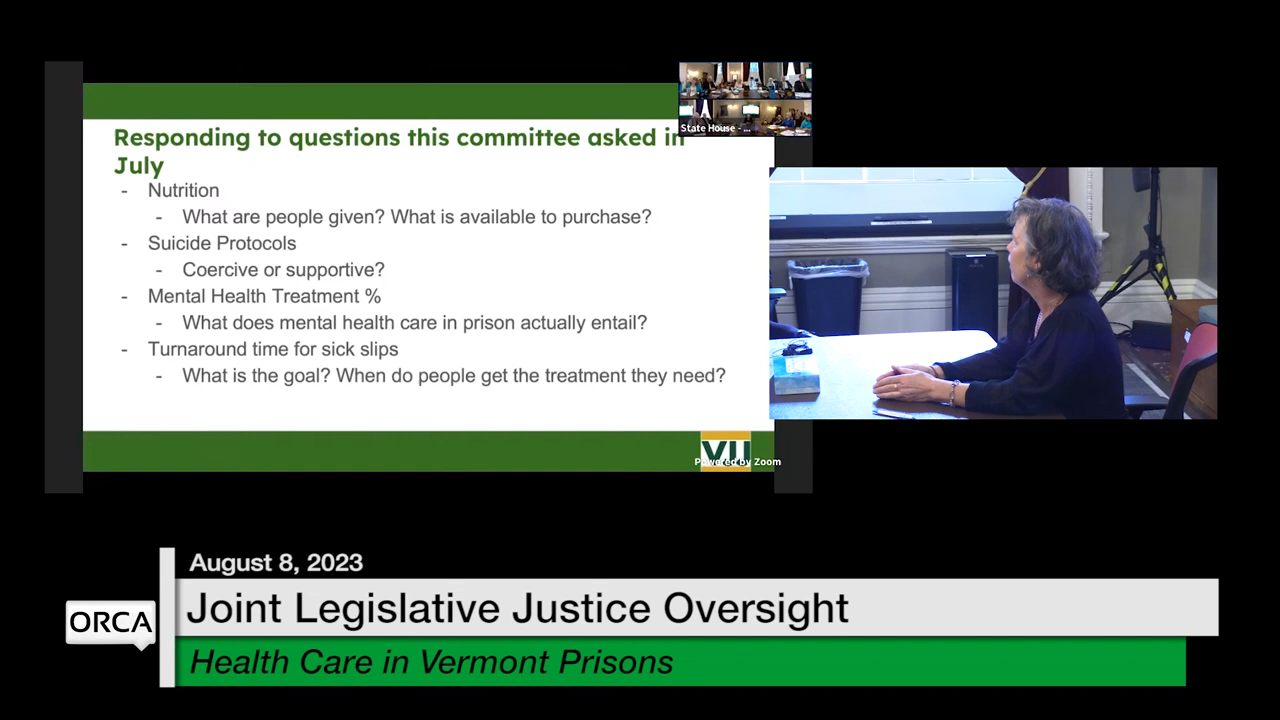 Responding to questions this committee asked in
July
- Nutrition
- What are people given? What is available to purchase?
- Suicide Protocols
- Coercive or supportive?
- Mental Health Treatment %
- What does mental health care in prison actually entail?
- Turnaround time for sick slips
- What is the goal? When do people get the treatment they need?
State House - ...
Powered by Zoom
August 8, 2023
ORCA
Joint Legislative Justice Oversight
Health Care in Vermont Prisons